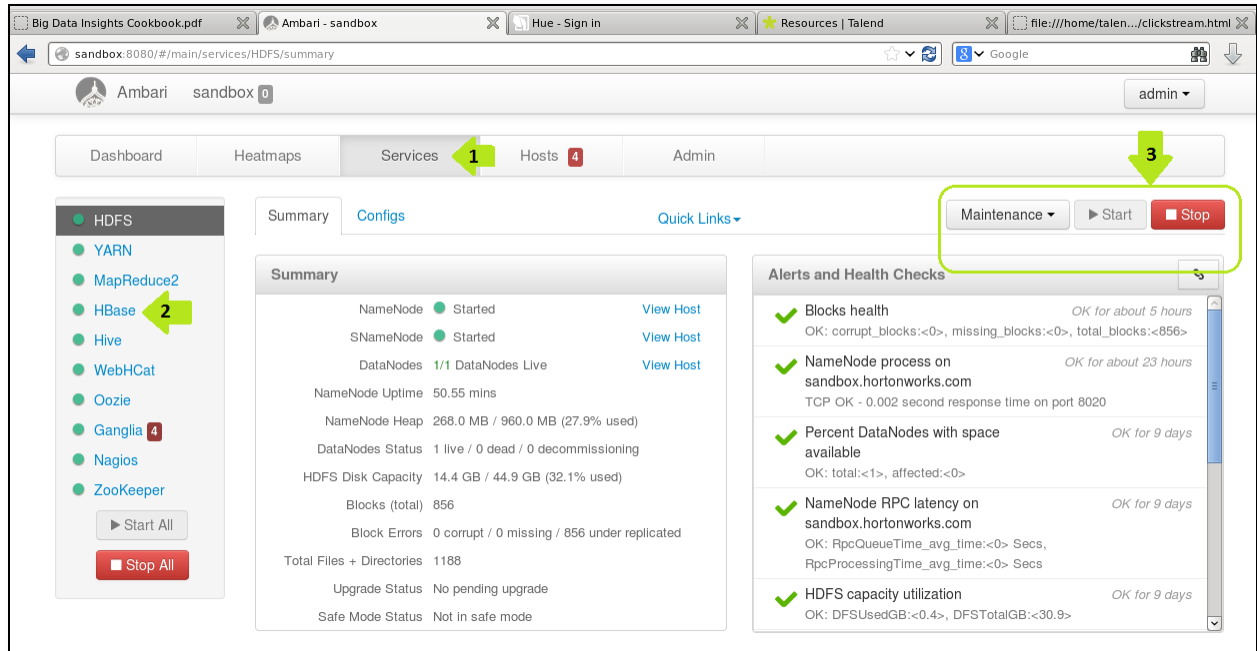 Big Data Insights Cookbook.pdf
Ambari - sandbox
Hue - Sign in
Resources | Talend
file:///home/talen.../clickstream.html
sandbox:8080/#/main/services/HDFS/summary
8 Google
Ambari sandbox 0
admin
Dashboard
Heatmaps
Services
1
Hosts 4
Admin
3
HDFS
YARN
MapReduce2
HBase
2
Hive
WebHCat
Oozie
Ganglia 4
Nagios
ZooKeeper
Start All
Stop All
Summary
Configs
Quick Links
Maintenance
Start
Stop
Summary
NameNode Started View Host
SNameNode Started View Host
DataNodes 1/1 DataNodes Live View Host
NameNode Uptime 50.55 mins
NameNode Heap 268.0 MB / 960.0 MB (27.9% used)
DataNodes Status 1 live / 0 dead / 0 decommissioning
HDFS Disk Capacity 14.4 GB / 44.9 GB (32.1% used)
Blocks (total) 856
Block Errors 0 corrupt / 0 missing / 856 under replicated
Total Files + Directories 1188
Upgrade Status No pending upgrade
Safe Mode Status Not in safe mode
Alerts and Health Checks
Blocks health OK for about 5 hours
OK: corrupt_blocks:<0>, missing_blocks:<0>, total_blocks:<856>
NameNode process on OK for about 23 hours
sandbox.hortonworks.com
TCP OK - 0.002 second response time on port 8020
Percent DataNodes with space OK for 9 days
available
OK: total:<1>, affected:<0>
NameNode RPC latency on OK for 9 days
sandbox.hortonworks.com
OK: RpcQueueTime_avg_time:<0> Secs,
RpcProcessingTime_avg_time:<0> Secs
HDFS capacity utilization OK for 9 days
OK: DFSUsedGB:<0.4>, DFSTotalGB:<30.9>